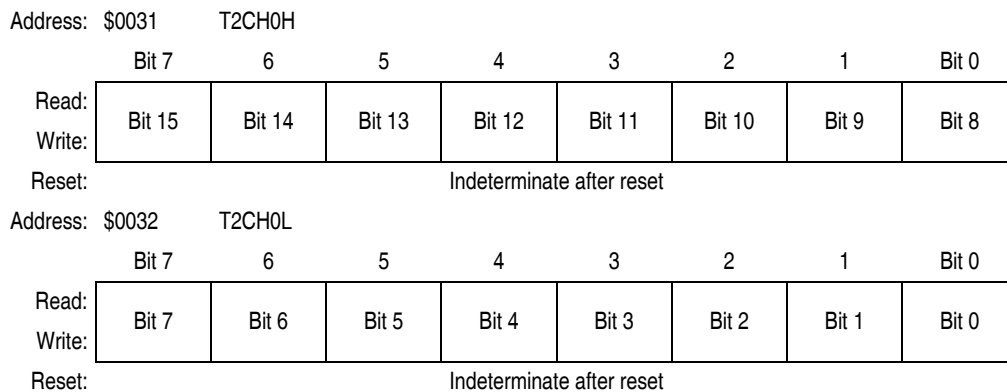 Address: $0031 T2CH0H
Bit 7 6 5 4 3 2 1 Bit 0
Read:
Bit 15 Bit 14 Bit 13 Bit 12 Bit 11 Bit 10 Bit 9 Bit 8
Write:
Reset: Indeterminate after reset
Address: $0032 T2CH0L
Bit 7 6 5 4 3 2 1 Bit 0
Read:
Bit 7 Bit 6 Bit 5 Bit 4 Bit 3 Bit 2 Bit 1 Bit 0
Write:
Reset: Indeterminate after reset